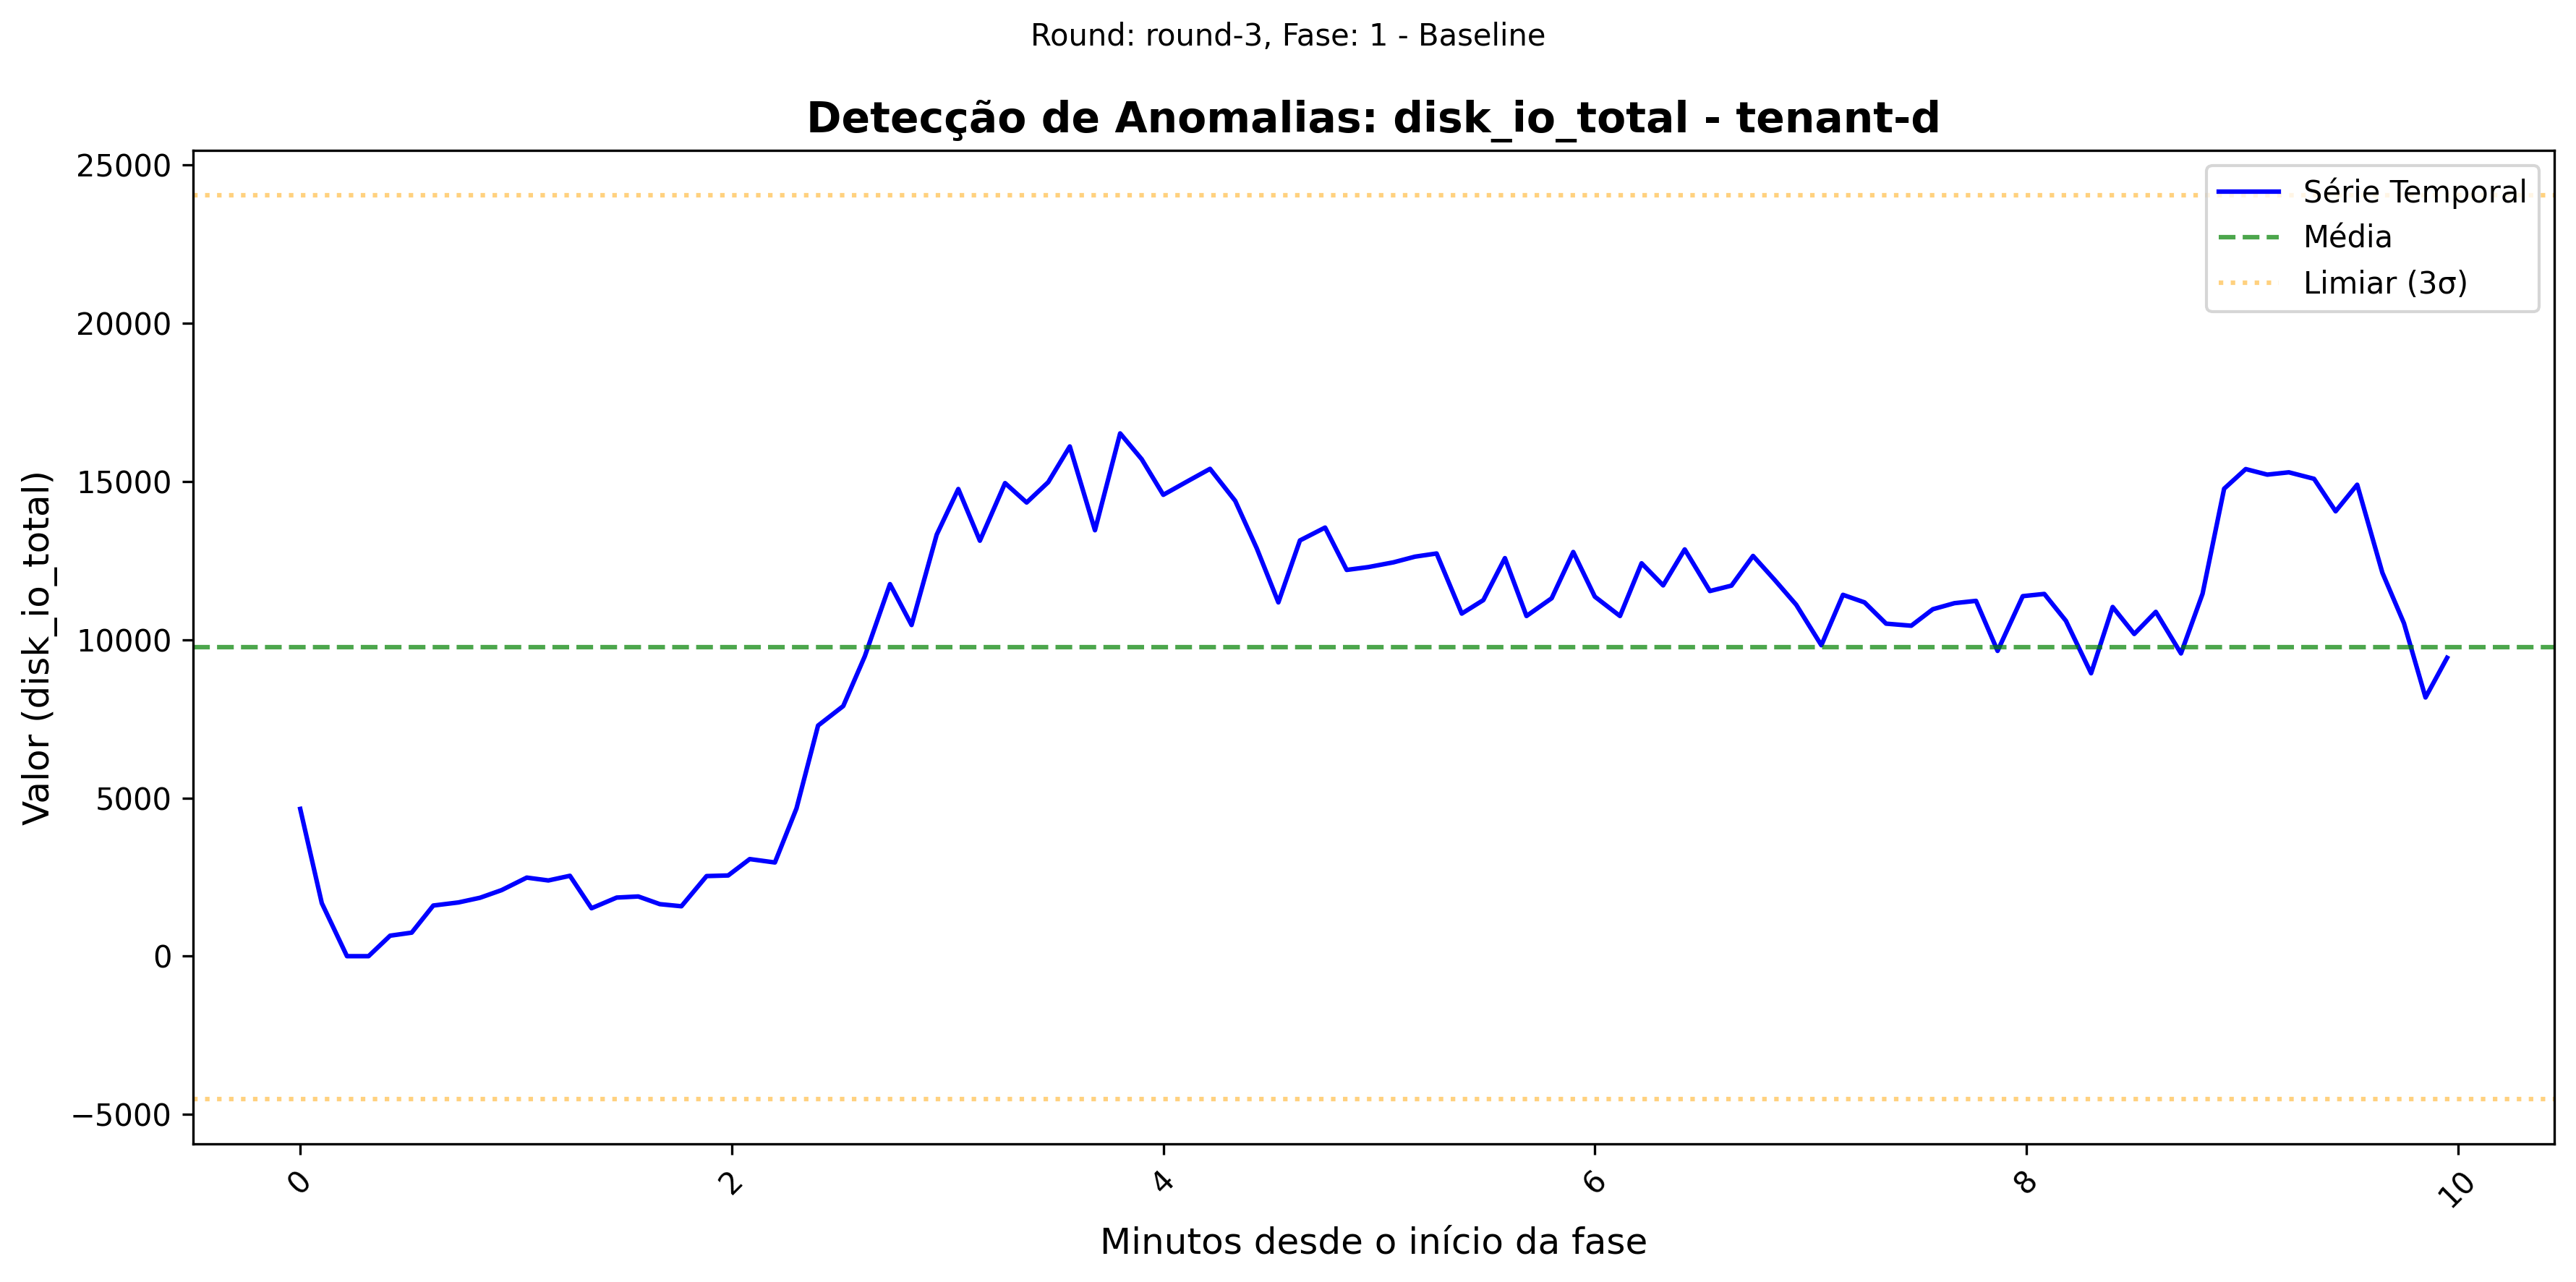 Round: round-3, Fase: 1 - Baseline
Detecção de Anomalias: disk_io_total - tenant-d
25000
20000
15000
10000
5000
0
−5000
Valor (disk_io_total)
Série Temporal
Média
Limiar (3σ)
0
2
4
6
8
10
Minutos desde o início da fase